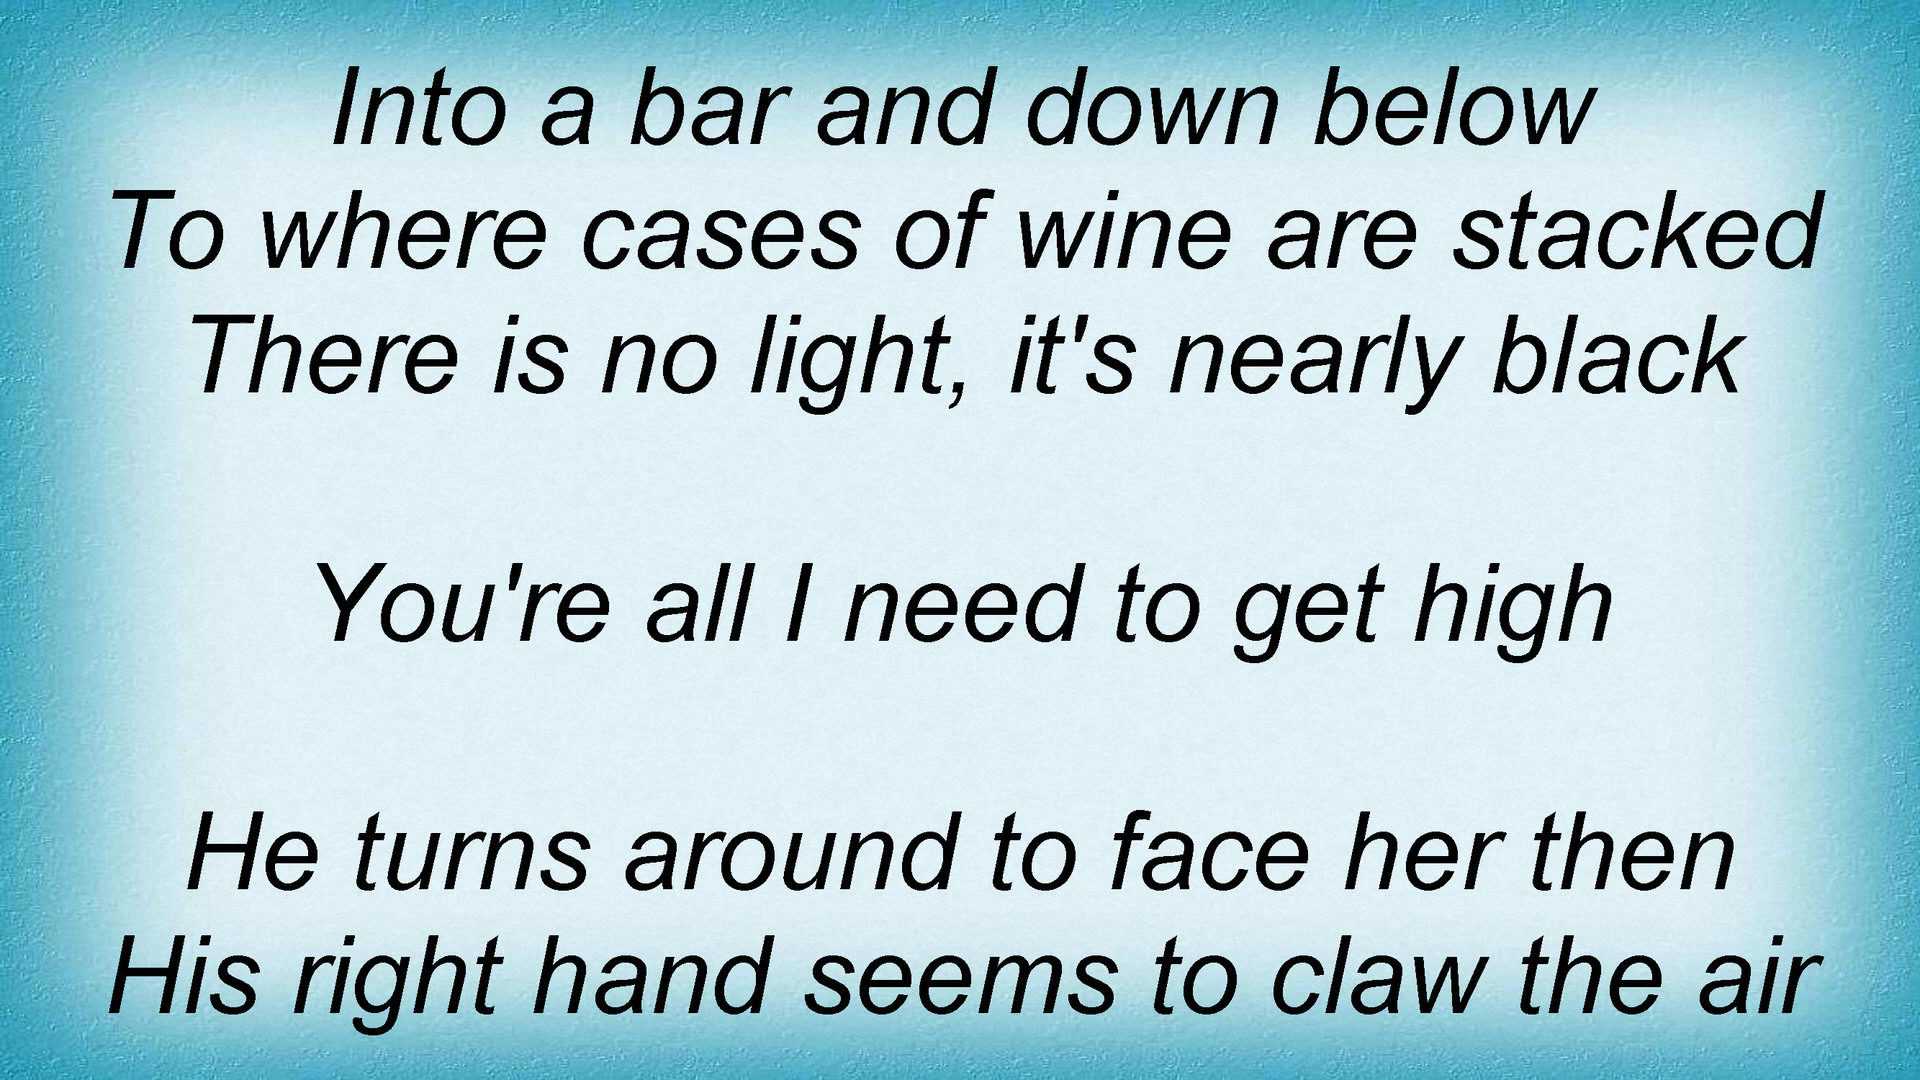 Into a bar and down below
To where cases of wine are stacked
There is no light, it's nearly black
You're all I need to get high
He turns around to face her then
His right hand seems to claw the air